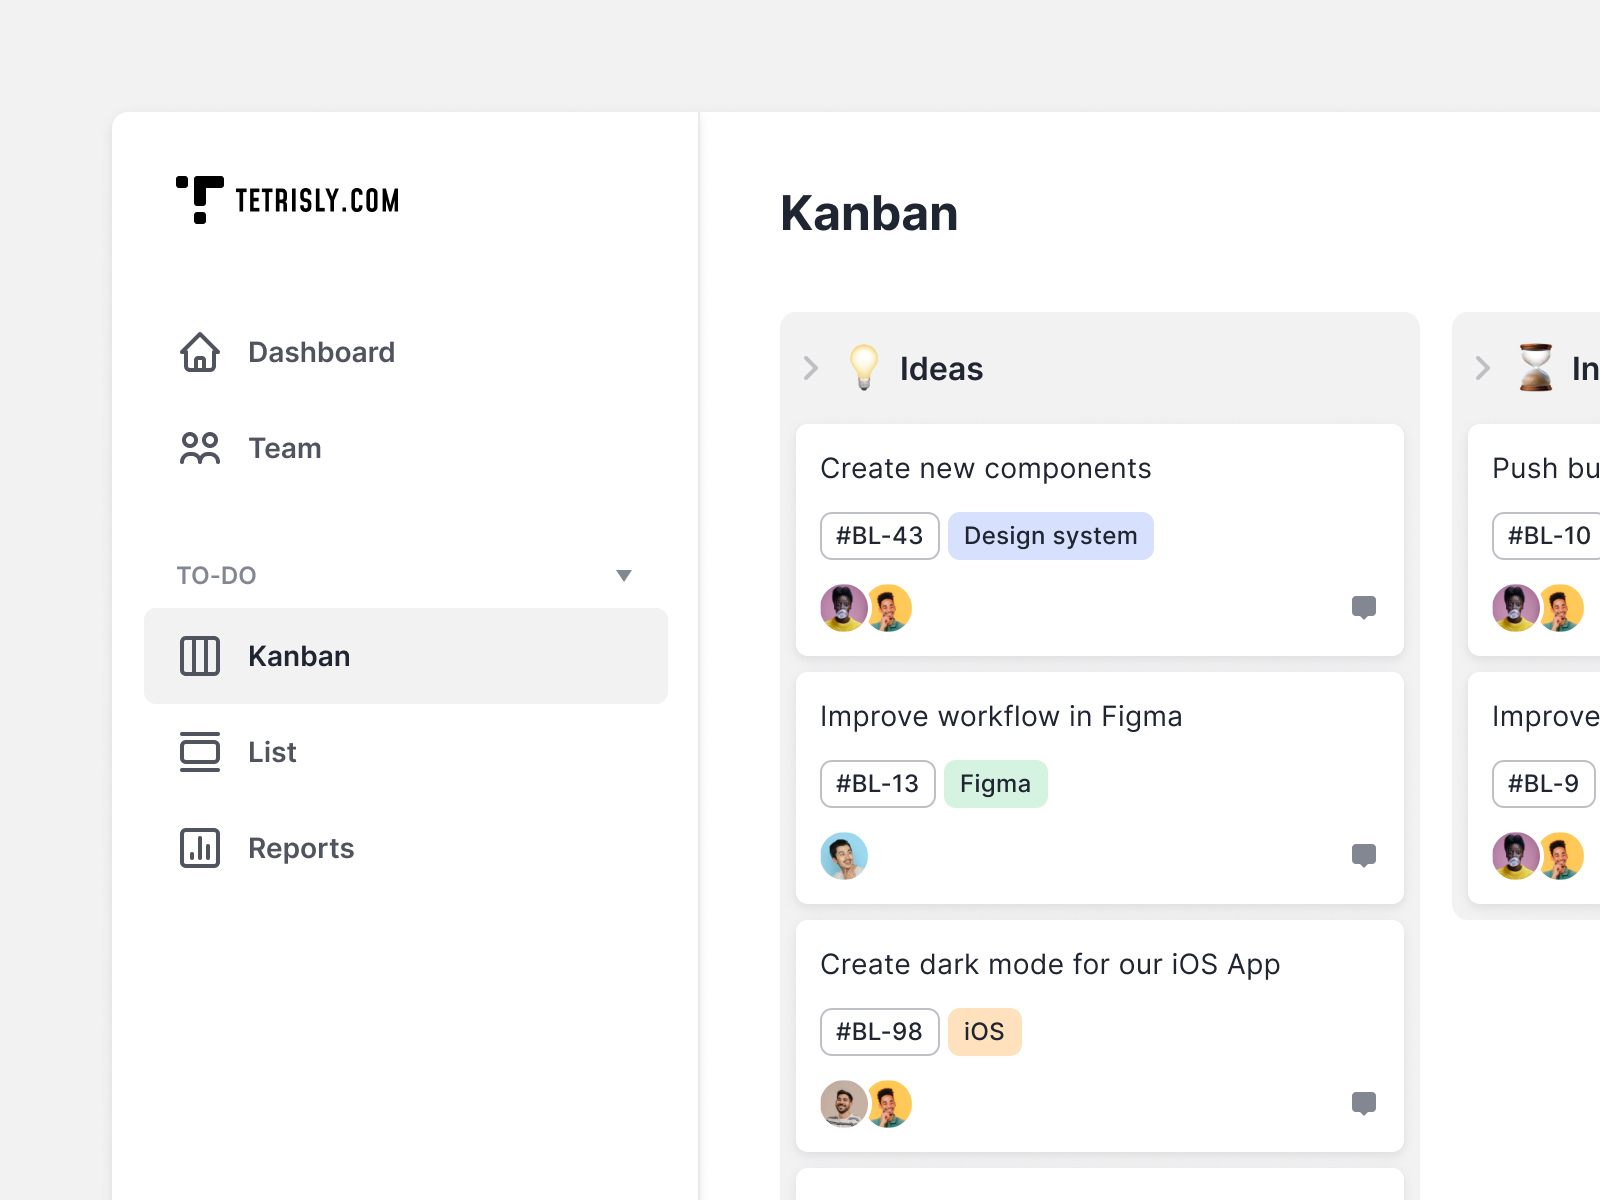 TETRISLY.COM
Dashboard
Team
TO-DO
Kanban
List
Reports
Kanban
Ideas
Create new components
#BL-43
Design system
Improve workflow in Figma
#BL-13
Figma
Create dark mode for our iOS App
#BL-98
iOS
Push
#BL-10
Improve
#BL-9